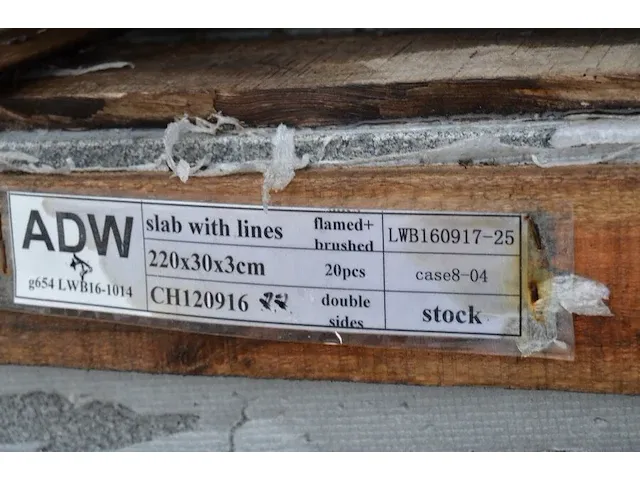 ADW
g654 LWB16-1014
slab with lines
flamed+
brushed
LWB160917-25
220x30x3cm
20pcs
case8-04
CH120916
double
sides
stock